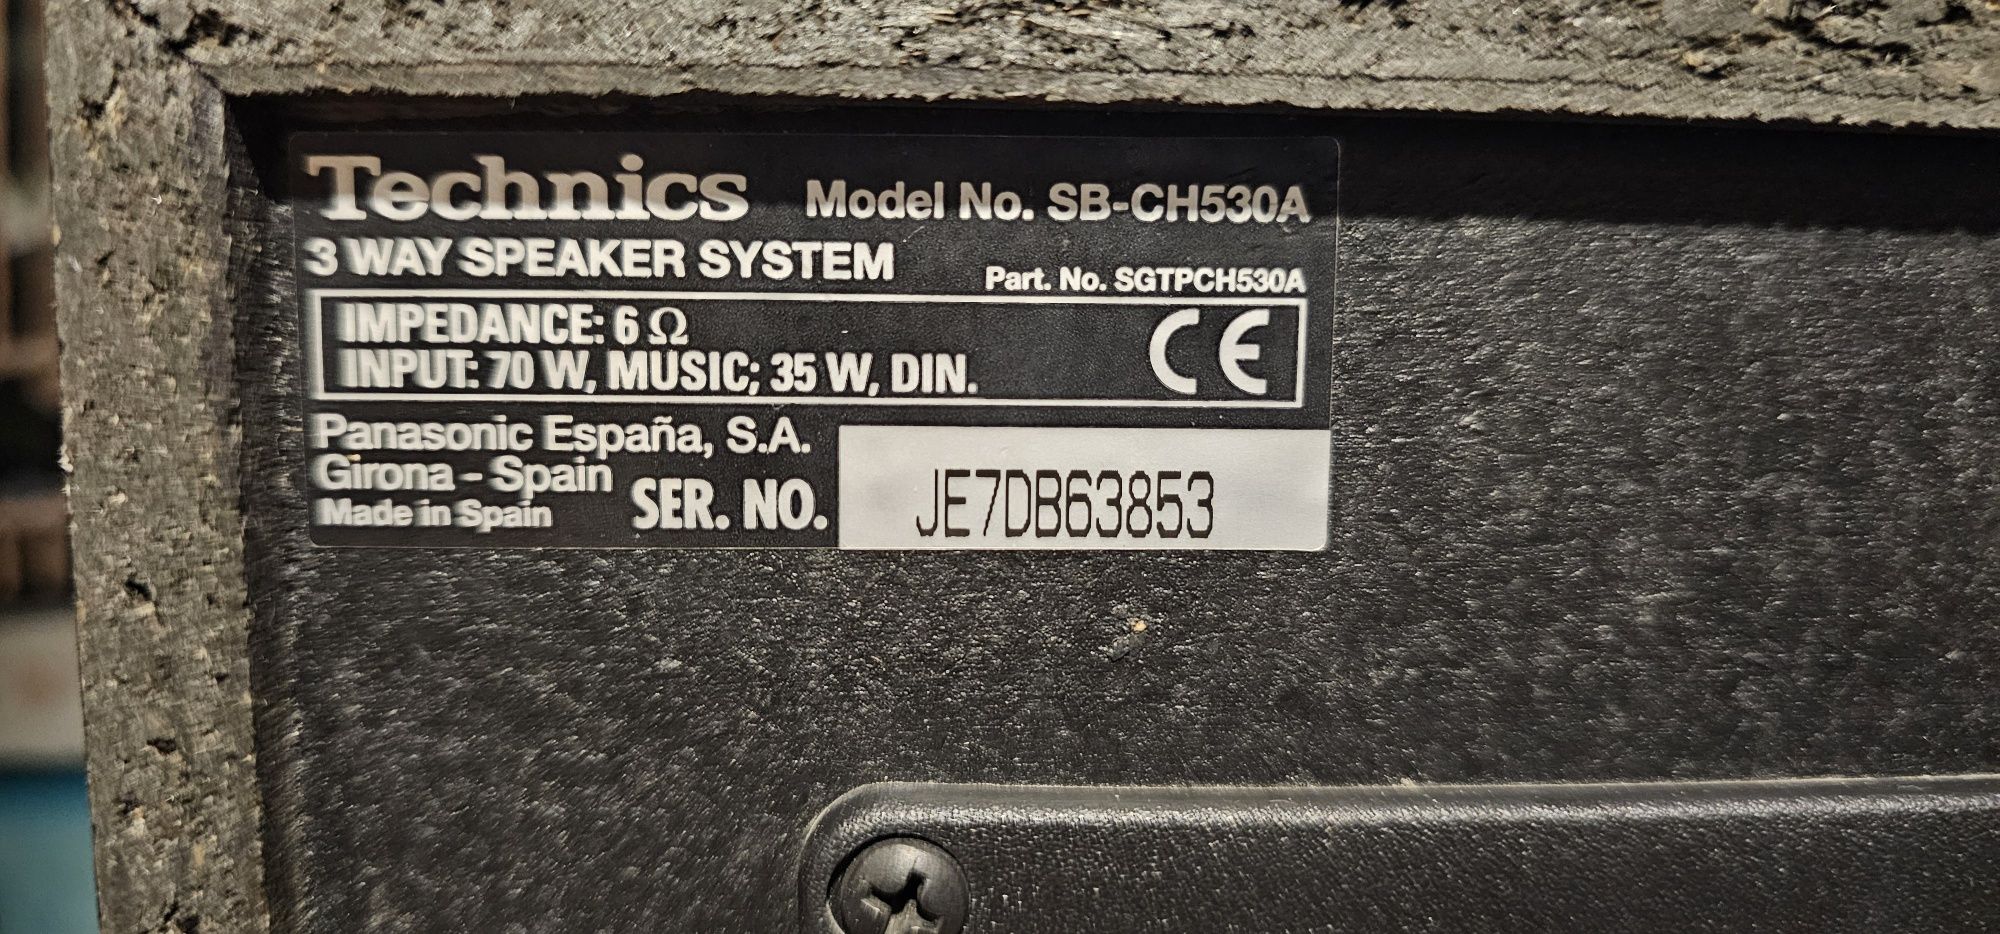 Technics Model No. SB-CH530A
3 WAY SPEAKER SYSTEM
Part. No. SGTPCH530A
IMPEDANCE: 6 Ω
INPUT: 70 W, MUSIC; 35 W, DIN.
CE
Panasonic España, S.A.
Girona - Spain
Made in Spain
SER. NO. JE7DB63853